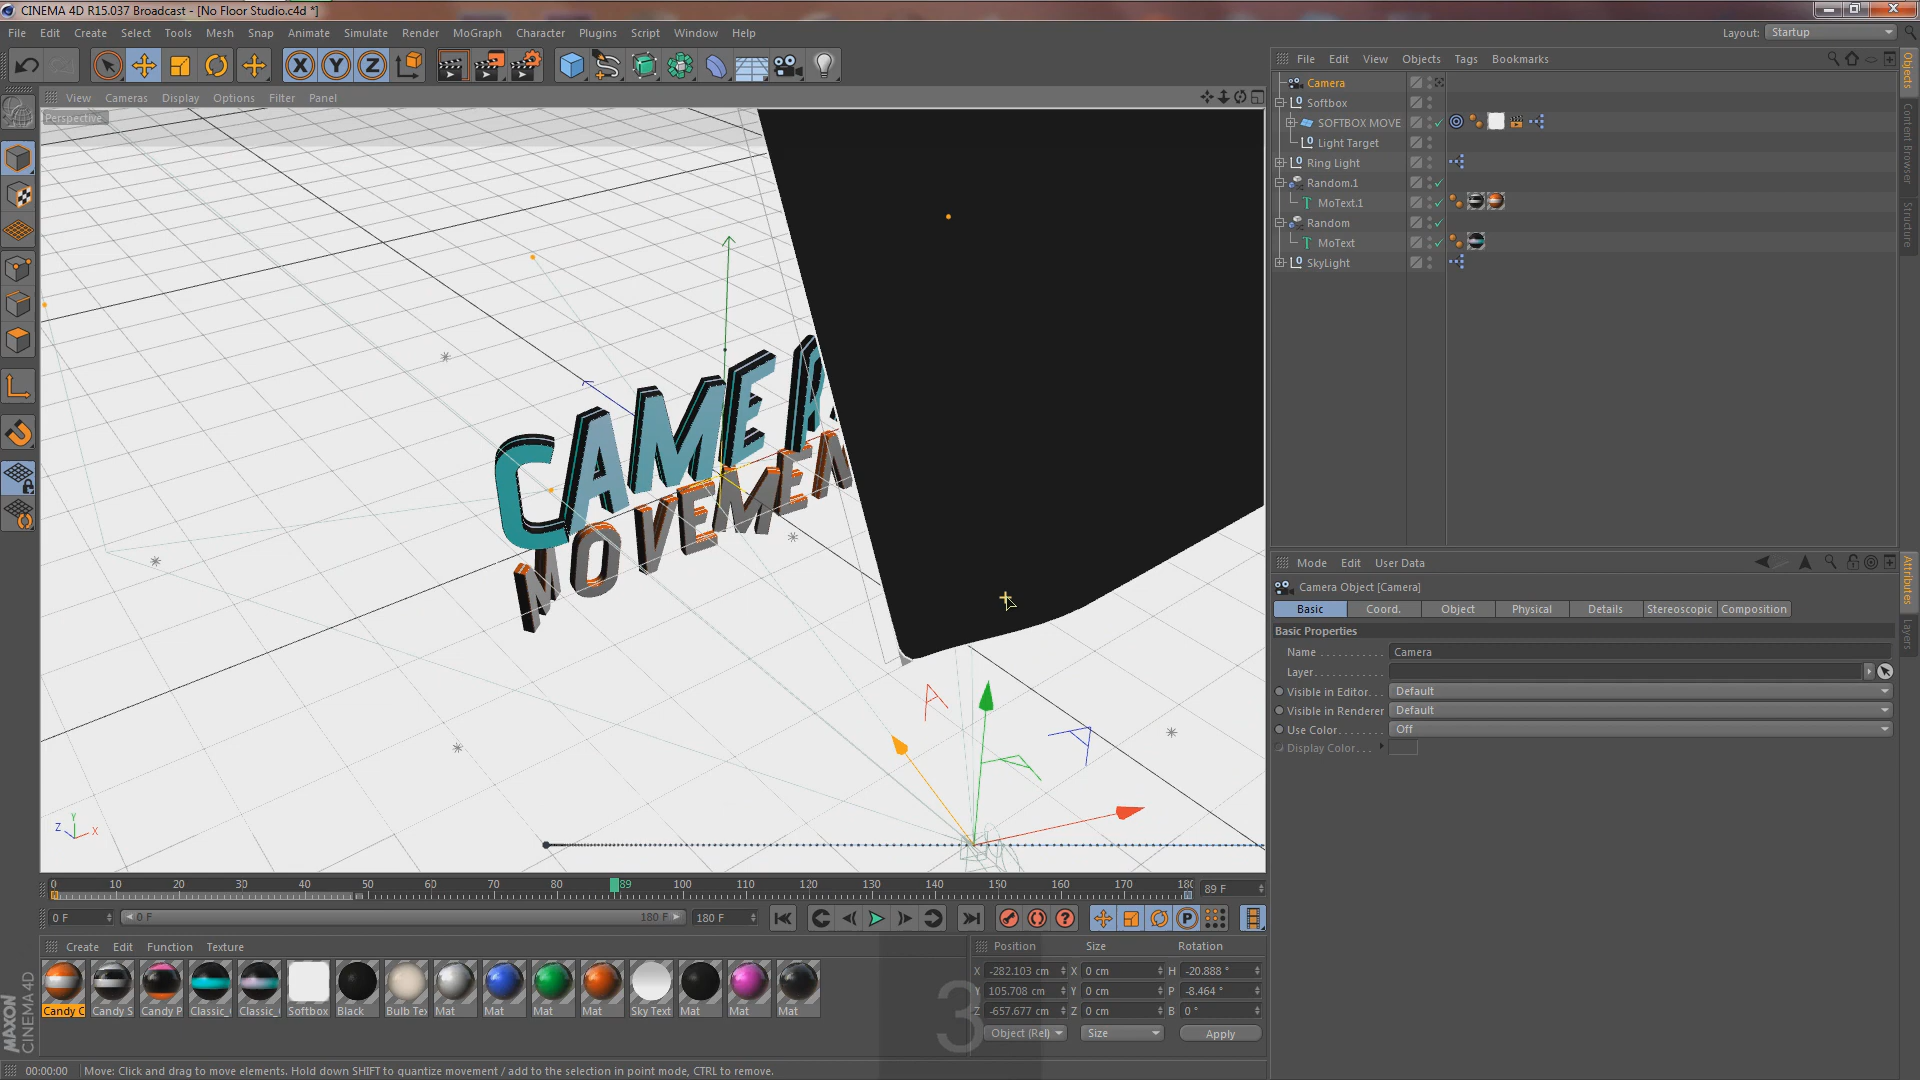 CINEMA 4D R15.037 Broadcast - [No Floor Studio.c4d *]
File Edit Create Select Tools Mesh Snap Animate Simulate Render MoGraph Character Plugins Script Window Help
Layout: Startup
View Cameras Display Options Filter Panel
Perspective
CAMERA
MOVEMEN
Y
Z X
File Edit View Objects Tags Bookmarks
Camera
Softbox
SOFTBOX MOVE
Light Target
Ring Light
Random.1
MoText.1
Random
MoText
SkyLight
Objects
Content Browser
Structure
Mode Edit User Data
Camera Object [Camera]
Basic Coord. Object Physical Details Stereoscopic Composition
Basic Properties
Name . . . . . . . . . . . Camera
Layer. . . . . . . . . . . .
Visible in Editor. . . Default
Visible in Renderer Default
Use Color. . . . . . . . Off
Display Color. . .
Attributes
Layers
0 10 20 30 40 50 60 70 80 89 100 110 120 130 140 150 160 170 180 89 F
0 F 0 F 180 F 180 F
Create Edit Function Texture
Candy C Candy S Candy P Classic_ Classic_ Softbox Black Bulb Tex Mat Mat Mat Mat Sky Text Mat Mat Mat
Position Size Rotation
X -282.103 cm X 0 cm H -20.888 °
Y 105.708 cm Y 0 cm P -8.464 °
Z -657.677 cm Z 0 cm B 0 °
Object (Rel) Size Apply
3
MAXON
CINEMA 4D
00:00:00 Move: Click and drag to move elements. Hold down SHIFT to quantize movement / add to the selection in point mode, CTRL to remove.